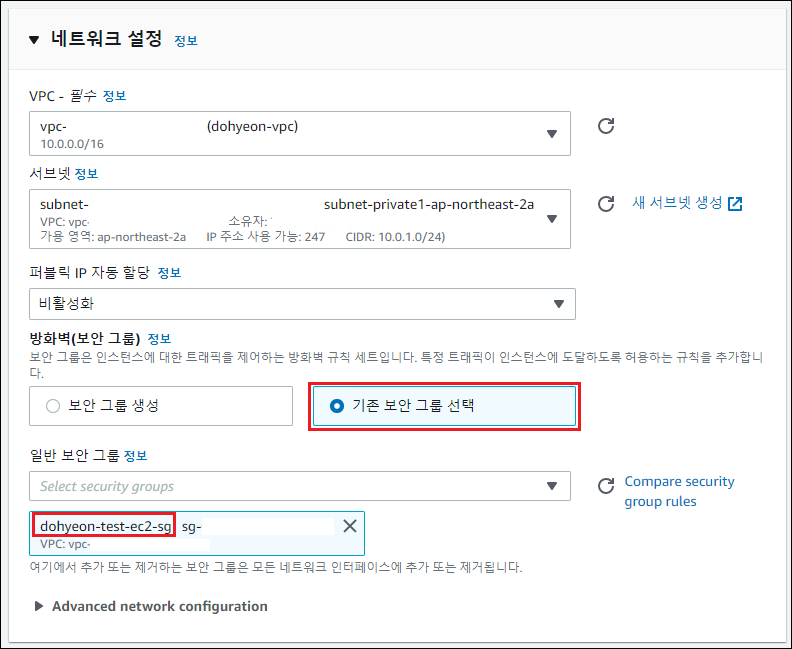 네트워크 설정 정보
VPC - 필수 정보
vpc- (dohyeon-vpc)
10.0.0.0/16
서브넷 정보
subnet- subnet-private1-ap-northeast-2a
VPC: vpc- 소유자:
가용 영역: ap-northeast-2a IP 주소 사용 가능: 247 CIDR: 10.0.1.0/24)
새 서브넷 생성
퍼블릭 IP 자동 할당 정보
비활성화
방화벽(보안 그룹) 정보
보안 그룹은 인스턴스에 대한 트래픽을 제어하는 방화벽 규칙 세트입니다. 특정 트래픽이 인스턴스에 도달하도록 허용하는 규칙을 추가합니
다.
보안 그룹 생성
기존 보안 그룹 선택
일반 보안 그룹 정보
Select security groups
Compare security
group rules
dohyeon-test-ec2-sg sg-
VPC: vpc-
여기에서 추가 또는 제거하는 보안 그룹은 모든 네트워크 인터페이스에 추가 또는 제거됩니다.
Advanced network configuration